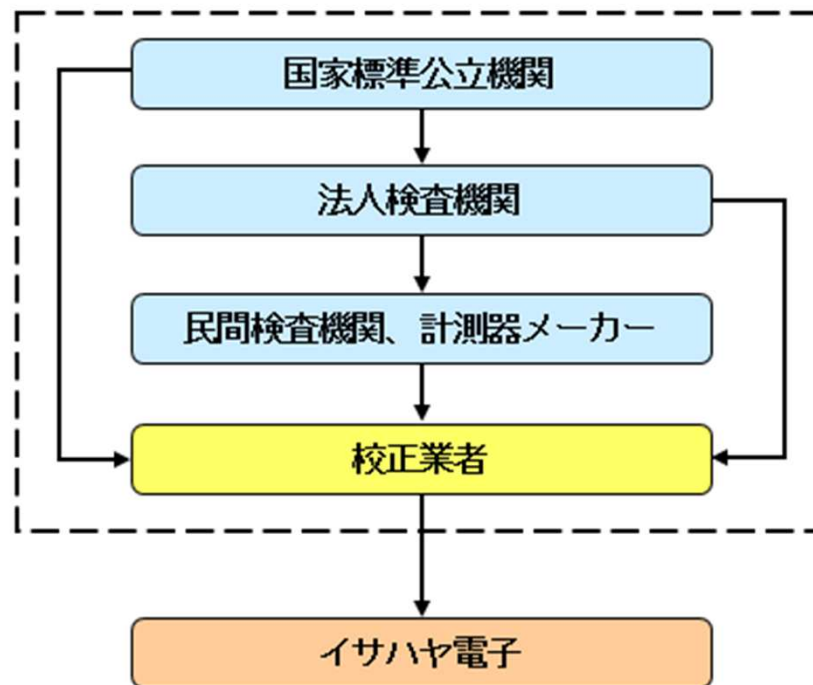 国家標準公立機関
法人検査機関
民間検査機関、計測器メーカー
校正業者
イサハヤ電子